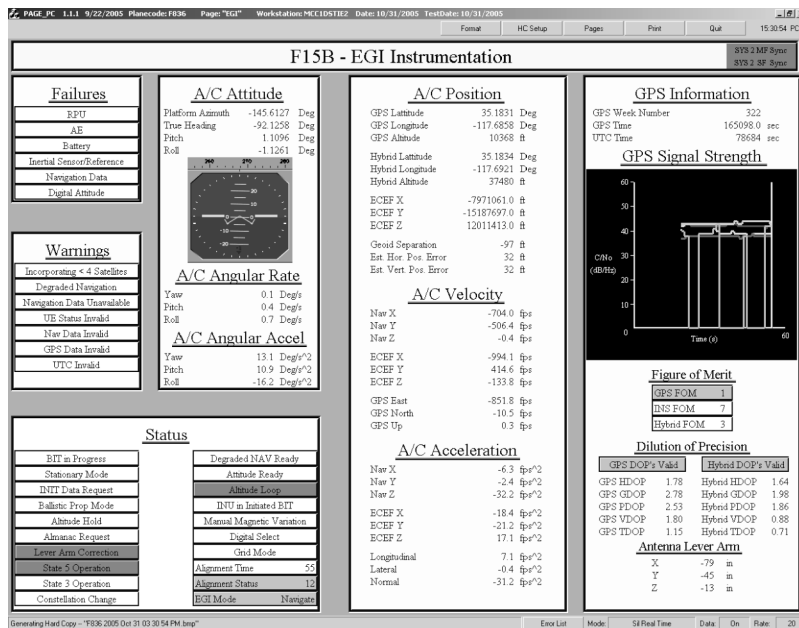 PAGE_PC 1.1.1 9/22/2005 Planecode: F836 Page: "EGI" Workstation: MCC1DSTIE2 Date: 10/31/2005 TestDate: 10/31/2005
Format HC Setup Pages Print Quit 15:30:54 PC
F15B - EGI Instrumentation
SYS 2 MF Sync
SYS 2 SF Sync
Failures
RPU
AE
Battery
Inertial Sensor/Reference
Navigation Data
Digital Attitude
Warnings
Incorporating < 4 Satellites
Degraded Navigation
Navigation Data Unavailable
UE Status Invalid
Nav Data Invalid
GPS Data Invalid
UTC Invalid
A/C Attitude
Platform Azimuth -145.6127 Deg
True Heading -92.1258 Deg
Pitch 1.1096 Deg
Roll -1.1261 Deg
260 270 280
30
20
10
0 0
-10
-20
A/C Angular Rate
Yaw 0.1 Deg/s
Pitch 0.4 Deg/s
Roll 0.7 Deg/s
A/C Angular Accel
Yaw 13.1 Deg/s^2
Pitch 10.9 Deg/s^2
Roll -16.2 Deg/s^2
Status
BIT in Progress
Stationary Mode
INIT Data Request
Ballistic Prop Mode
Altitude Hold
Almanac Request
Lever Arm Correction
State 5 Operation
State 3 Operation
Constellation Change
Degraded NAV Ready
Attitude Ready
Altitude Loop
INU in Initiated BIT
Manual Magnetic Variation
Digital Select
Grid Mode
Alignment Time 55
Alignment Status 12
EGI Mode Navigate
A/C Position
GPS Lattitude 35.1831 Deg
GPS Longitude -117.6858 Deg
GPS Altitude 10368 ft
Hybrid Lattitude 35.1834 Deg
Hybrid Longitude -117.6921 Deg
Hybrid Altitude 37480 ft
ECEF X -7971061.0 ft
ECEF Y -15187697.0 ft
ECEF Z 12011413.0 ft
Geoid Separation -97 ft
Est. Hor. Pos. Error 32 ft
Est. Vert. Pos. Error 32 ft
A/C Velocity
Nav X -704.0 fps
Nav Y -506.4 fps
Nav Z -0.4 fps
ECEF X -994.1 fps
ECEF Y 414.6 fps
ECEF Z -133.8 fps
GPS East -851.8 fps
GPS North -10.5 fps
GPS Up 0.3 fps
A/C Acceleration
Nav X -6.3 fps^2
Nav Y -2.4 fps^2
Nav Z -32.2 fps^2
ECEF X -18.4 fps^2
ECEF Y -21.2 fps^2
ECEF Z 17.1 fps^2
Longitudinal 7.1 fps^2
Lateral -0.4 fps^2
Normal -31.2 fps^2
GPS Information
GPS Week Number 322
GPS Time 165098.0 sec
UTC Time 78684 sec
GPS Signal Strength
60
50
40
C/No 30
(dB/Hz)
20
10
0 Time (s) 60
Figure of Merit
GPS FOM 1
INS FOM 7
Hybrid FOM 3
Dilution of Precision
GPS DOP's Valid Hybrid DOP's Valid
GPS HDOP 1.78 Hybrid HDOP 1.64
GPS GDOP 2.78 Hybrid GDOP 1.98
GPS PDOP 2.53 Hybrid PDOP 1.86
GPS VDOP 1.80 Hybrid VDOP 0.88
GPS TDOP 1.15 Hybrid TDOP 0.71
Antenna Lever Arm
X -79 in
Y -45 in
Z -13 in
Generating Hard Copy -- "F836 2005 Oct 31 03 30 54 PM.bmp" Error List Mode: Sil Real Time Data: On Rate: 20